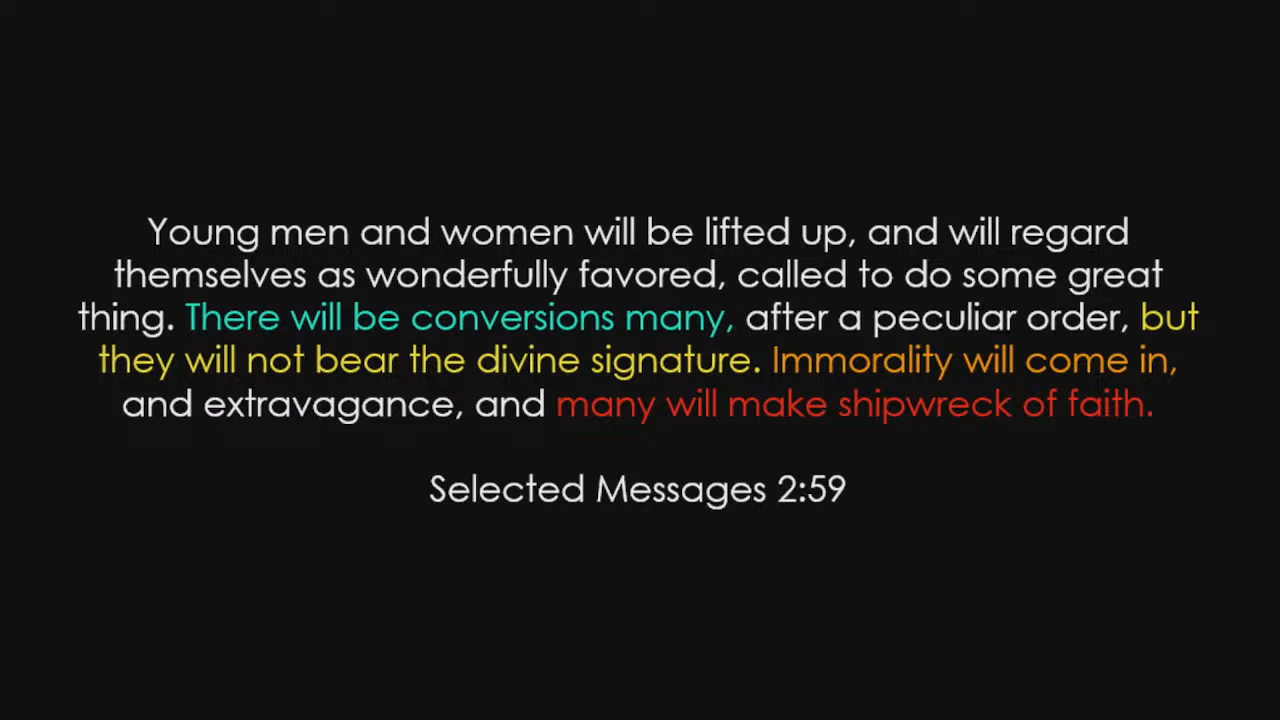 Young men and women will be lifted up, and will regard
themselves as wonderfully favored, called to do some great
thing. There will be conversions many, after a peculiar order, but
they will not bear the divine signature. Immorality will come in,
and extravagance, and many will make shipwreck of faith.
Selected Messages 2:59